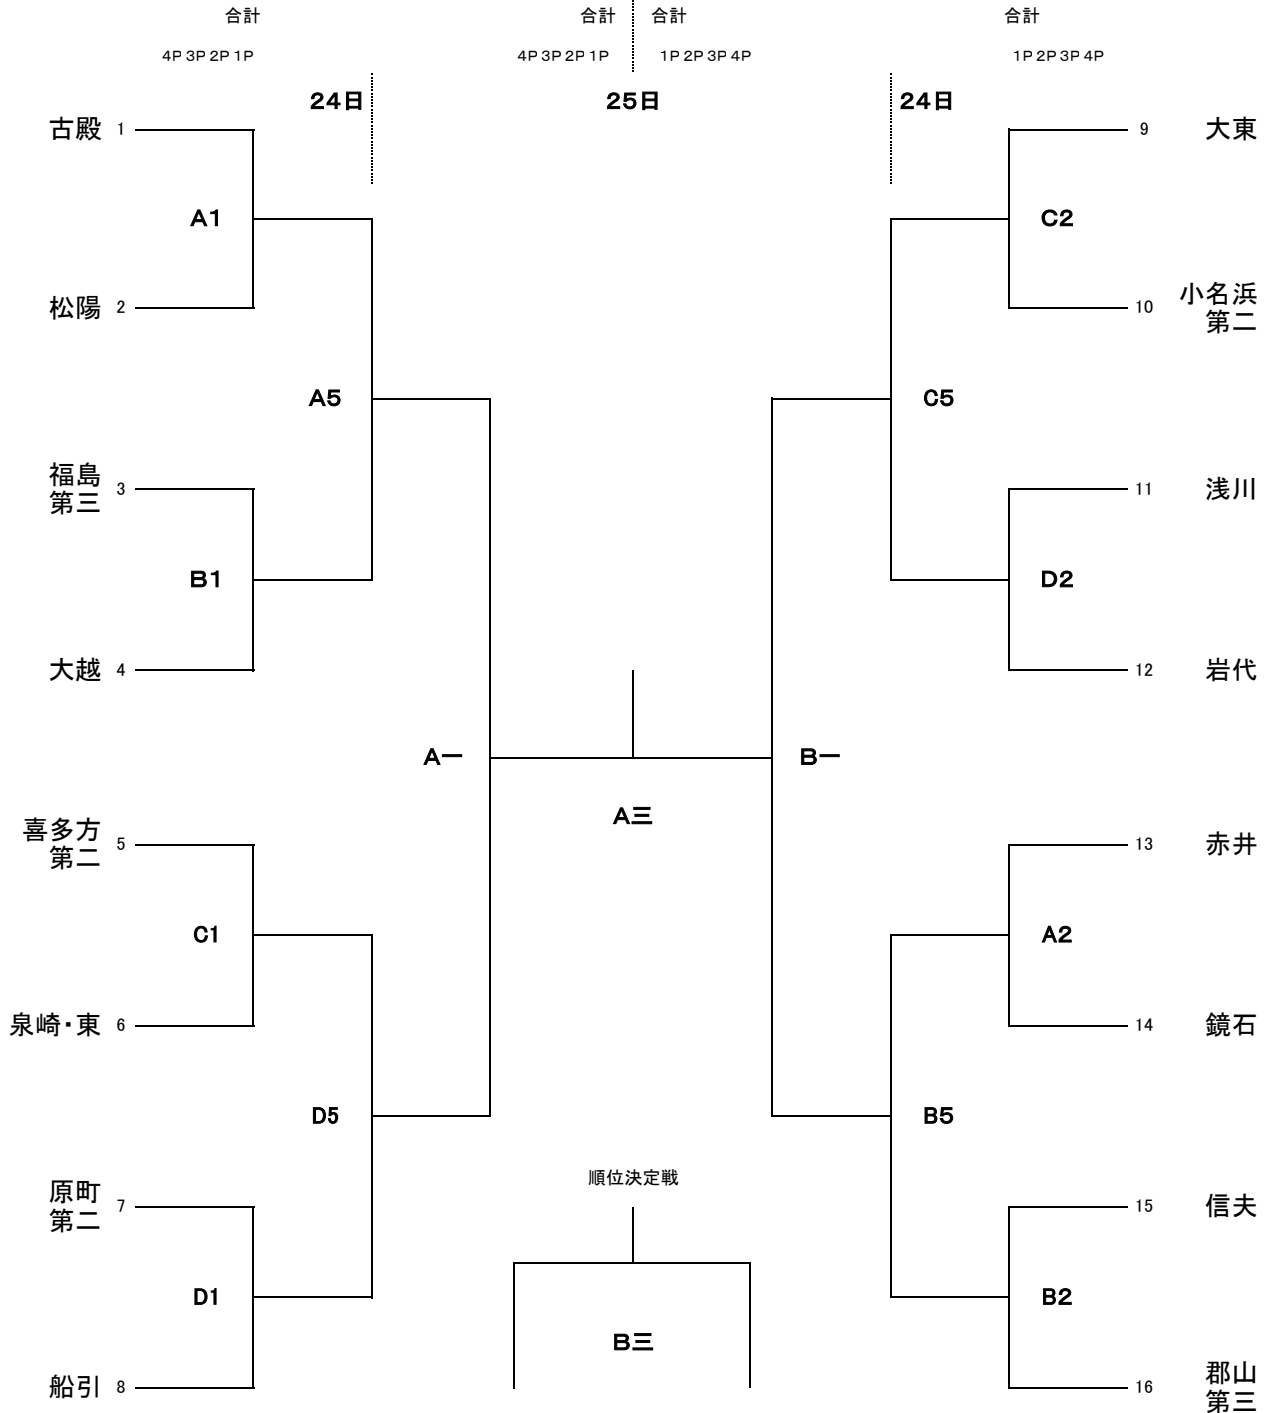 合計 合計 合計 合計
4P 3P 2P 1P 4P 3P 2P 1P 1P 2P 3P 4P 1P 2P 3P 4P
24日 25日 24日
古殿 1
A1
松陽 2
A5
福島
第三 3
B1
大越 4
A一
喜多方
第二 5
C1
泉崎・東 6
D5
原町
第二 7
D1
船引 8
A三
順位決定戦
B三
9 大東
C2
10 小名浜
第二
C5
11 浅川
D2
12 岩代
B一
13 赤井
A2
14 鏡石
B5
15 信夫
B2
16 郡山
第三